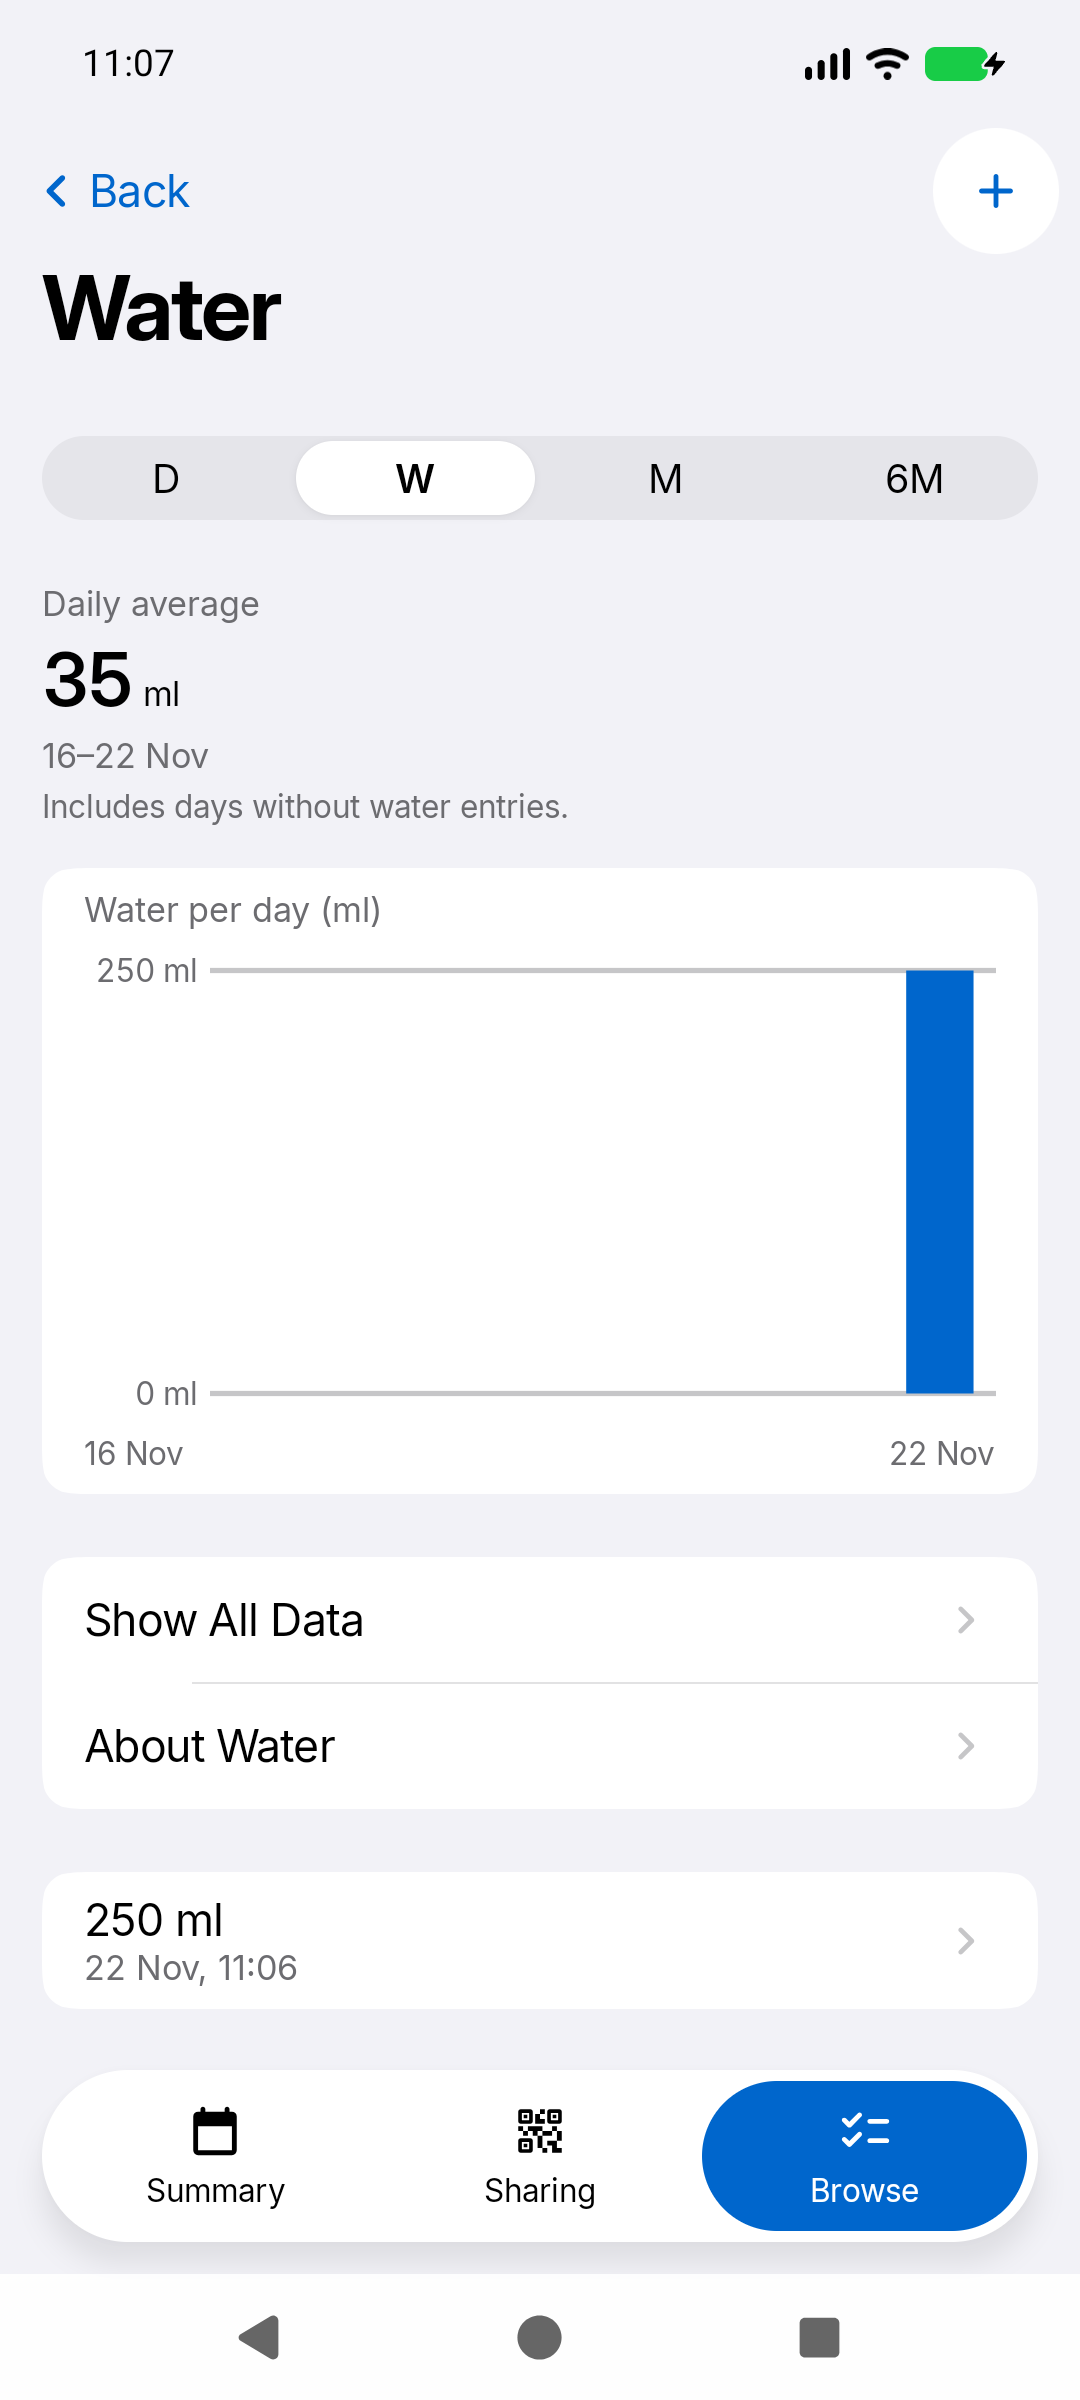 11:07
Back
Water
D W M 6M
Daily average
35 ml
16–22 Nov
Includes days without water entries.
Water per day (ml)
250 ml
0 ml
16 Nov 22 Nov
Show All Data
About Water
250 ml
22 Nov, 11:06
Summary Sharing Browse